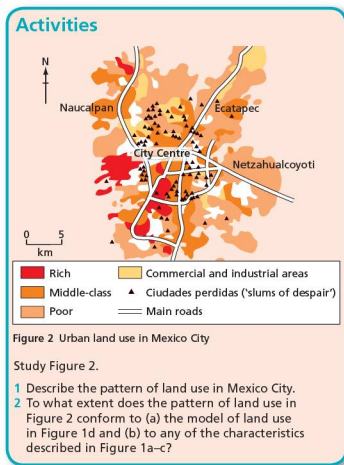 Activities
N
Naucalpan
Ecatapec
City Centre
Netzahualcoyoti
0 5
km
Rich
Commercial and industrial areas
Middle-class
Ciudades perdidas ('slums of despair')
Poor
Main roads
Figure 2 Urban land use in Mexico City
Study Figure 2.
1 Describe the pattern of land use in Mexico City.
2 To what extent does the pattern of land use in
Figure 2 conform to (a) the model of land use
in Figure 1d and (b) to any of the characteristics
described in Figure 1a–c?